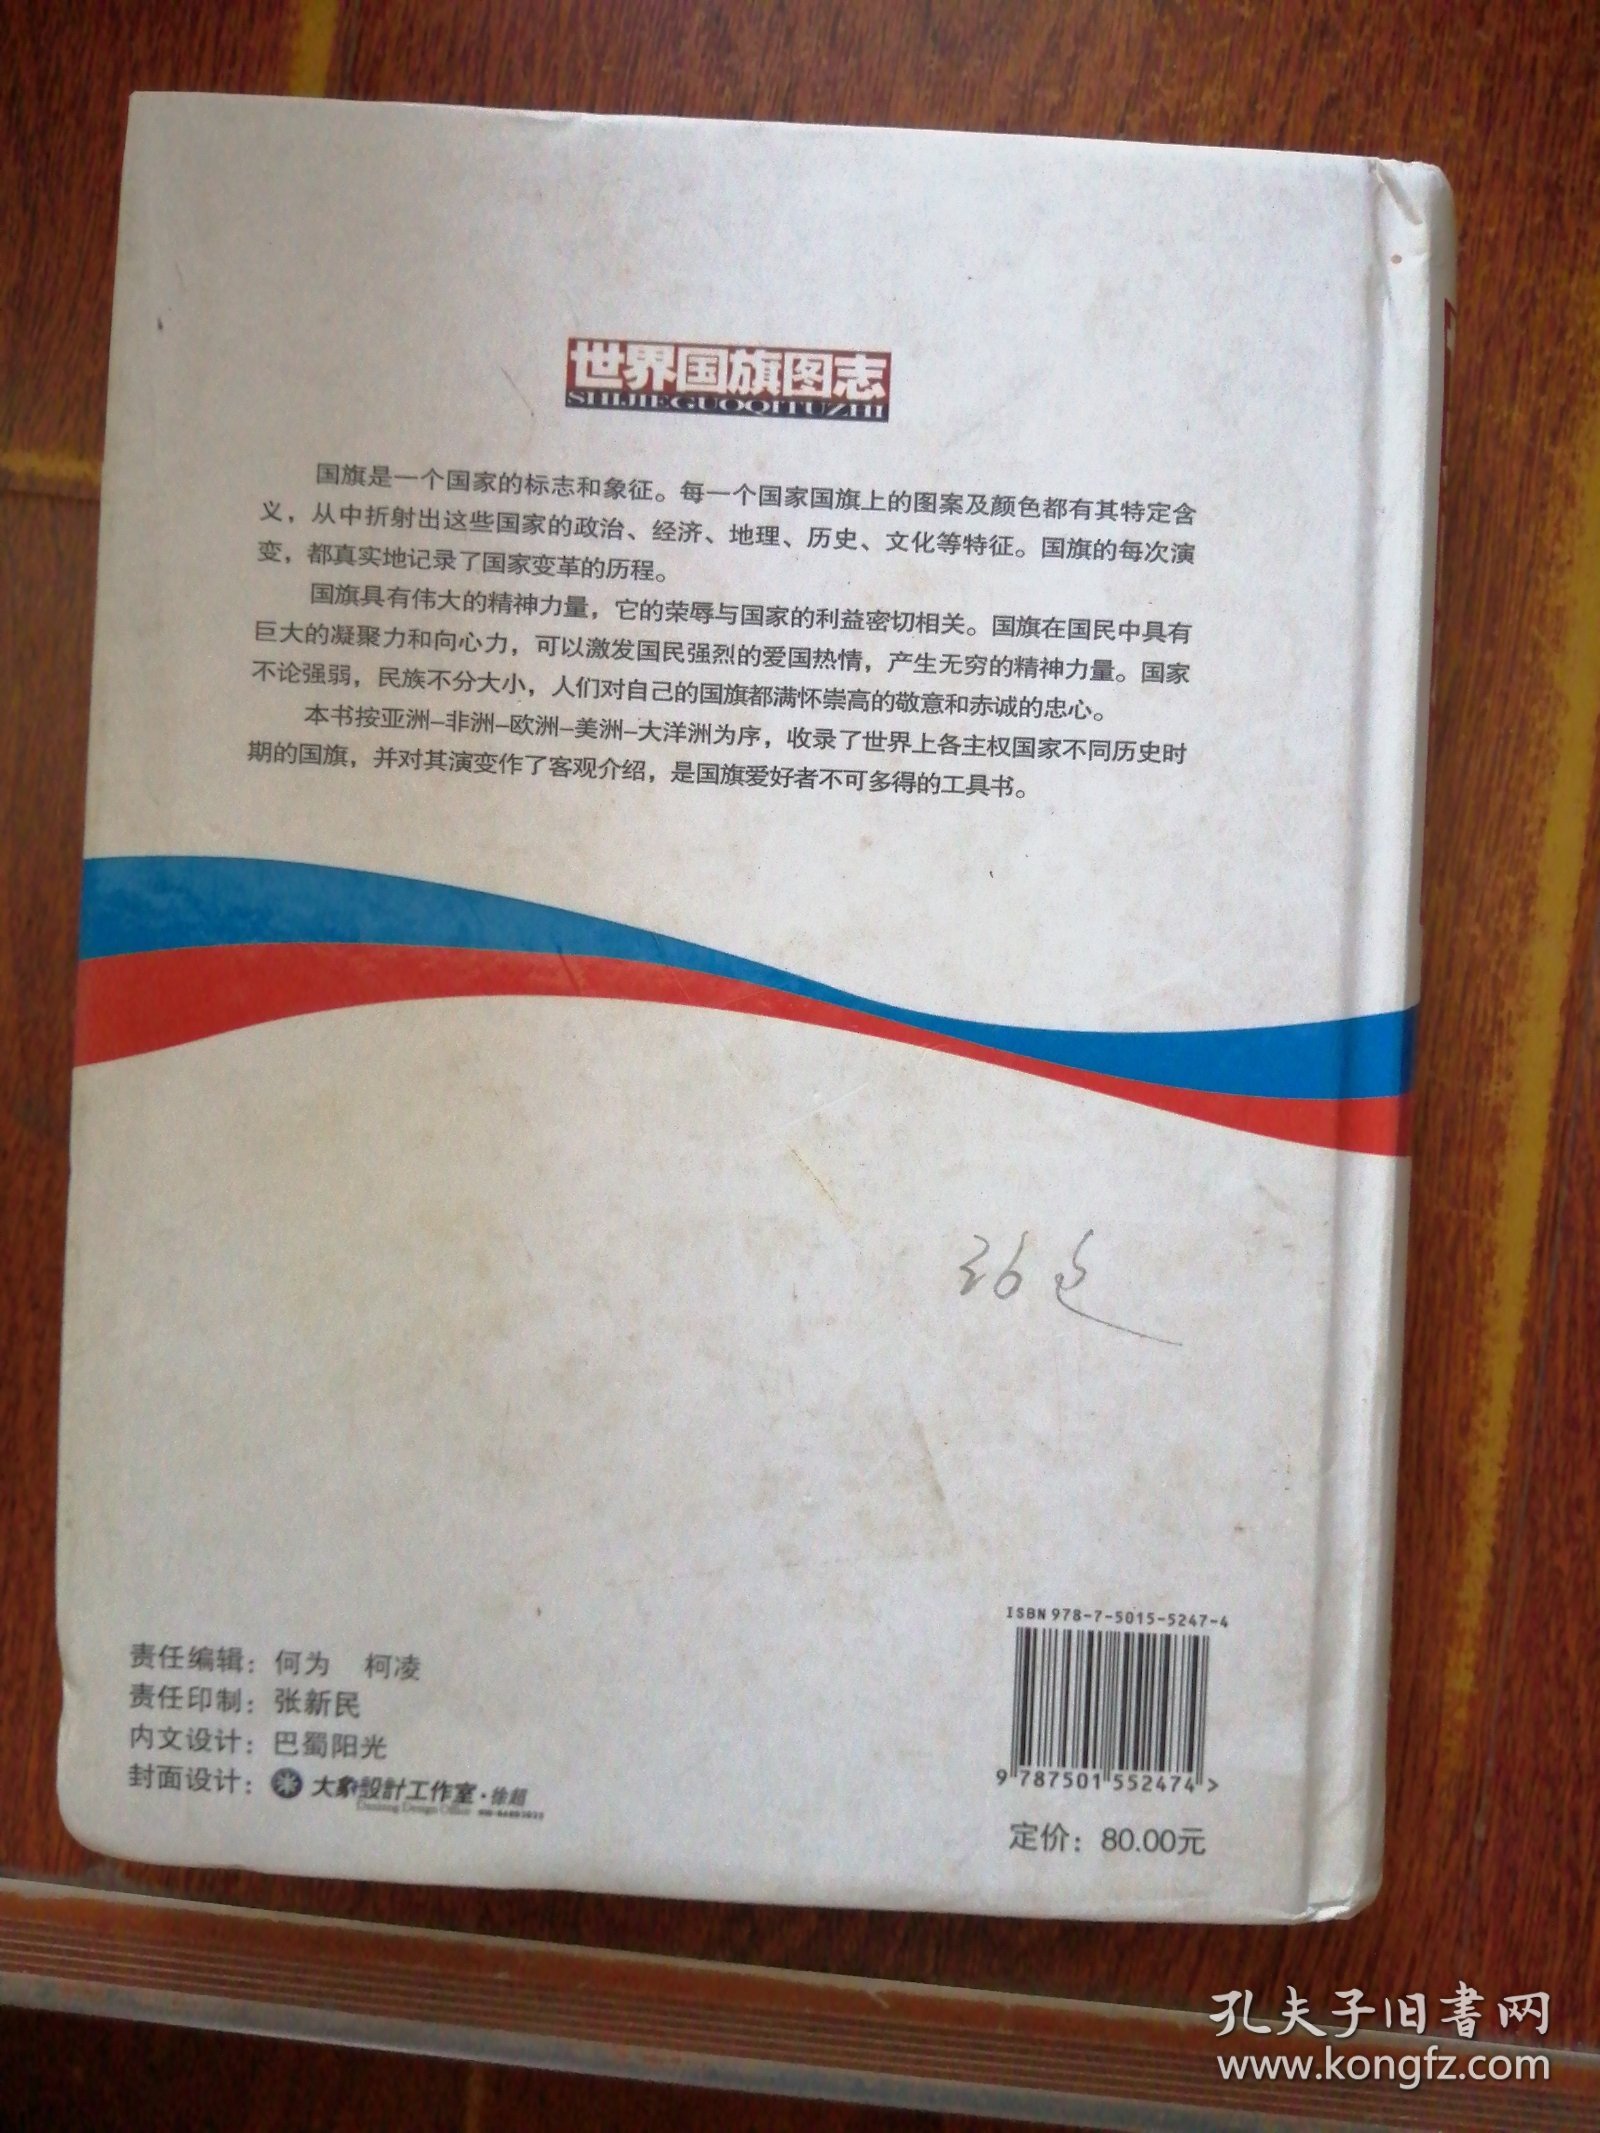 世界国旗图志
SHIJIEGUOQITUZHI
国旗是一个国家的标志和象征。每一个国家国旗上的图案及颜色都有其特定含
义，从中折射出这些国家的政治、经济、地理、历史、文化等特征。国旗的每次演
变，都真实地记录了国家变革的历程。
国旗具有伟大的精神力量，它的荣辱与国家的利益密切相关。国旗在国民中具有
巨大的凝聚力和向心力，可以激发国民强烈的爱国热情，产生无穷的精神力量。国家
不论强弱，民族不分大小，人们对自己的国旗都满怀崇高的敬意和赤诚的忠心。
本书按亚洲–非洲–欧洲–美洲–大洋洲为序，收录了世界上各主权国家不同历史时
期的国旗，并对其演变作了客观介绍，是国旗爱好者不可多得的工具书。
责任编辑：何为 柯凌
责任印制：张新民
内文设计：巴蜀阳光
封面设计：大象設計工作室·徐超
ISBN 978-7-5015-5247-4
9 787501 552474 >
定价：80.00元
孔夫子旧书网
www.kongfz.com